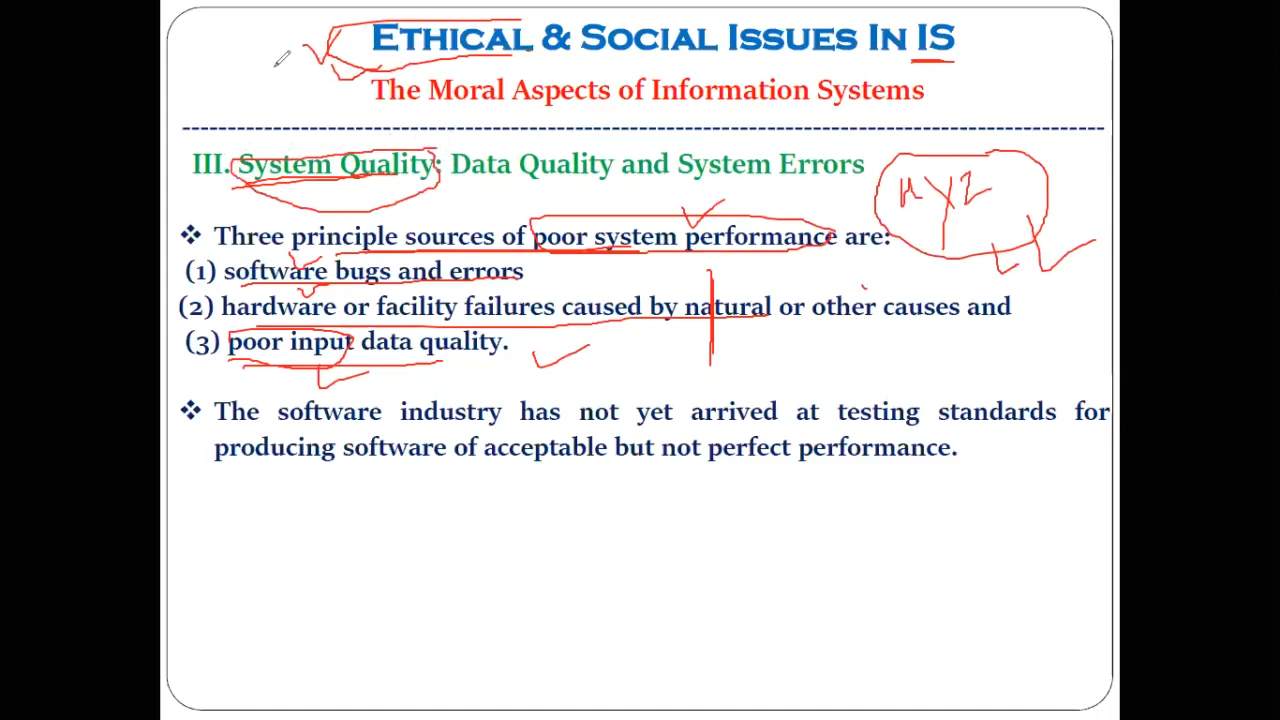 ETHICAL & SOCIAL ISSUES IN IS
The Moral Aspects of Information Systems
III. System Quality: Data Quality and System Errors
XYZ
❖ Three principle sources of poor system performance are:
(1) software bugs and errors
(2) hardware or facility failures caused by natural or other causes and
(3) poor input data quality.
❖ The software industry has not yet arrived at testing standards for
producing software of acceptable but not perfect performance.